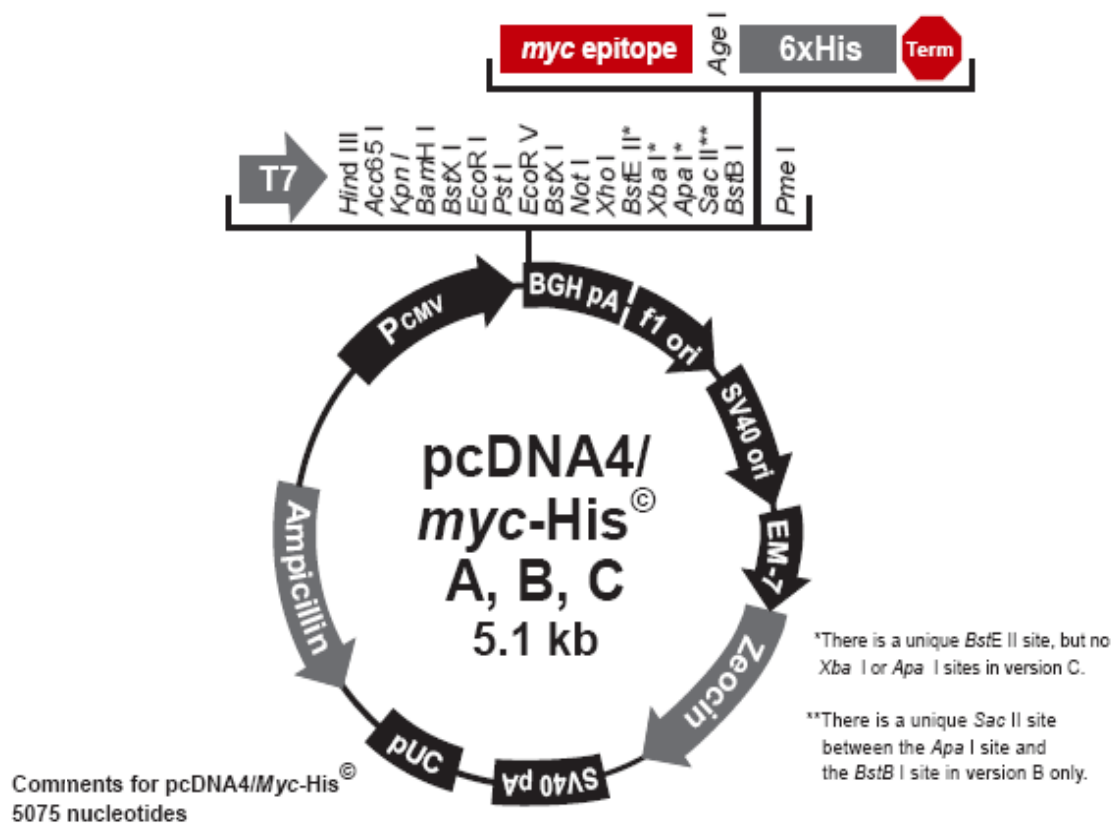 myc epitope
Age I
6xHis
Term
T7
Hind III
Acc65 I
Kpn I
BamH I
BstX I
EcoR I
Pst I
EcoR V
BstX I
Not I
Xho I
BstE II*
Xba I*
Apa I*
Sac II**
BstB I
Pme I
PCMV
BGH pA
f1 ori
SV40 ori
EM-7
Zeocin
SV40 pA
pUC
Ampicillin
pcDNA4/
myc-His©
A, B, C
5.1 kb
*There is a unique BstE II site, but no
Xba I or Apa I sites in version C.
**There is a unique Sac II site
between the Apa I site and
the BstB I site in version B only.
Comments for pcDNA4/Myc-His©
5075 nucleotides